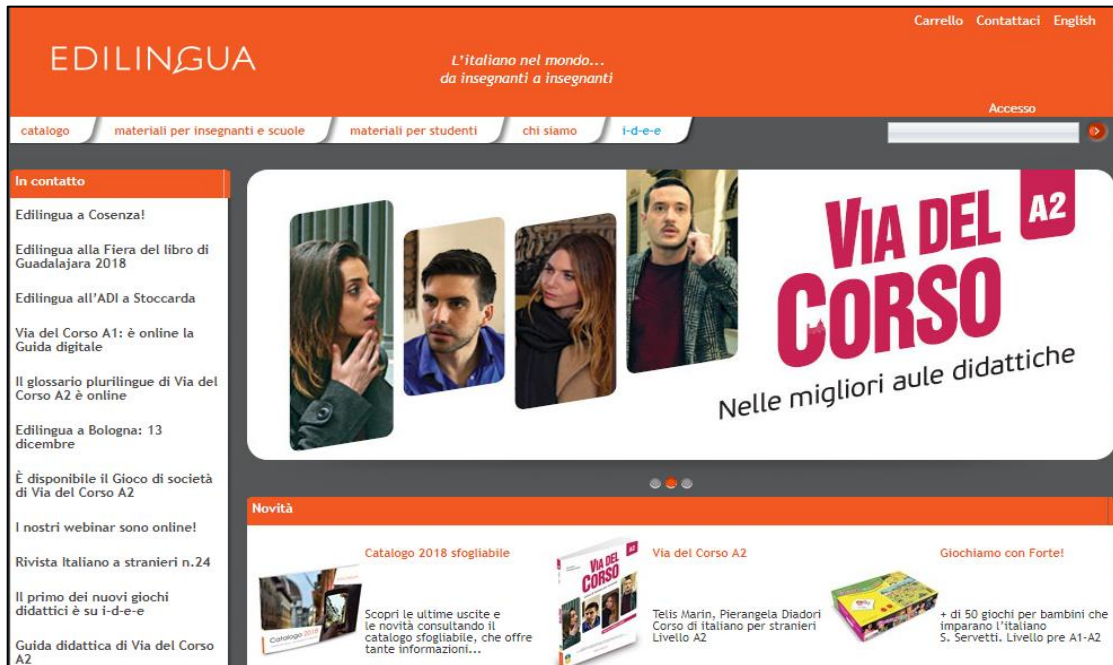 Carrello Contattaci English
EDILINGUA
L'italiano nel mondo...
da insegnanti a insegnanti
Accesso
catalogo materiali per insegnanti e scuole materiali per studenti chi siamo i-d-e-e
In contatto
Edilingua a Cosenza!
Edilingua alla Fiera del libro di
Guadalajara 2018
Edilingua all'ADI a Stoccarda
Via del Corso A1: è online la
Guida digitale
Il glossario plurilingue di Via del
Corso A2 è online
Edilingua a Bologna: 13
dicembre
È disponibile il Gioco di società
di Via del Corso A2
I nostri webinar sono online!
Rivista Italiano a stranieri n.24
Il primo dei nuovi giochi
didattici è su i-d-e-e
Guida didattica di Via del Corso
A2
VIA DEL
CORSO
A2
Nelle migliori aule didattiche
Novità
Catalogo 2018
Catalogo 2018 sfogliabile
Scopri le ultime uscite e
le novità consultando il
catalogo sfogliabile, che offre
tante informazioni...
VIA DEL
CORSO
A2
Via del Corso A2
Telis Marin, Pierangela Diadori
Corso di italiano per stranieri
Livello A2
Giochiamo con Forte!
+ di 50 giochi per bambini che
imparano l'italiano
S. Servetti. Livello pre A1-A2